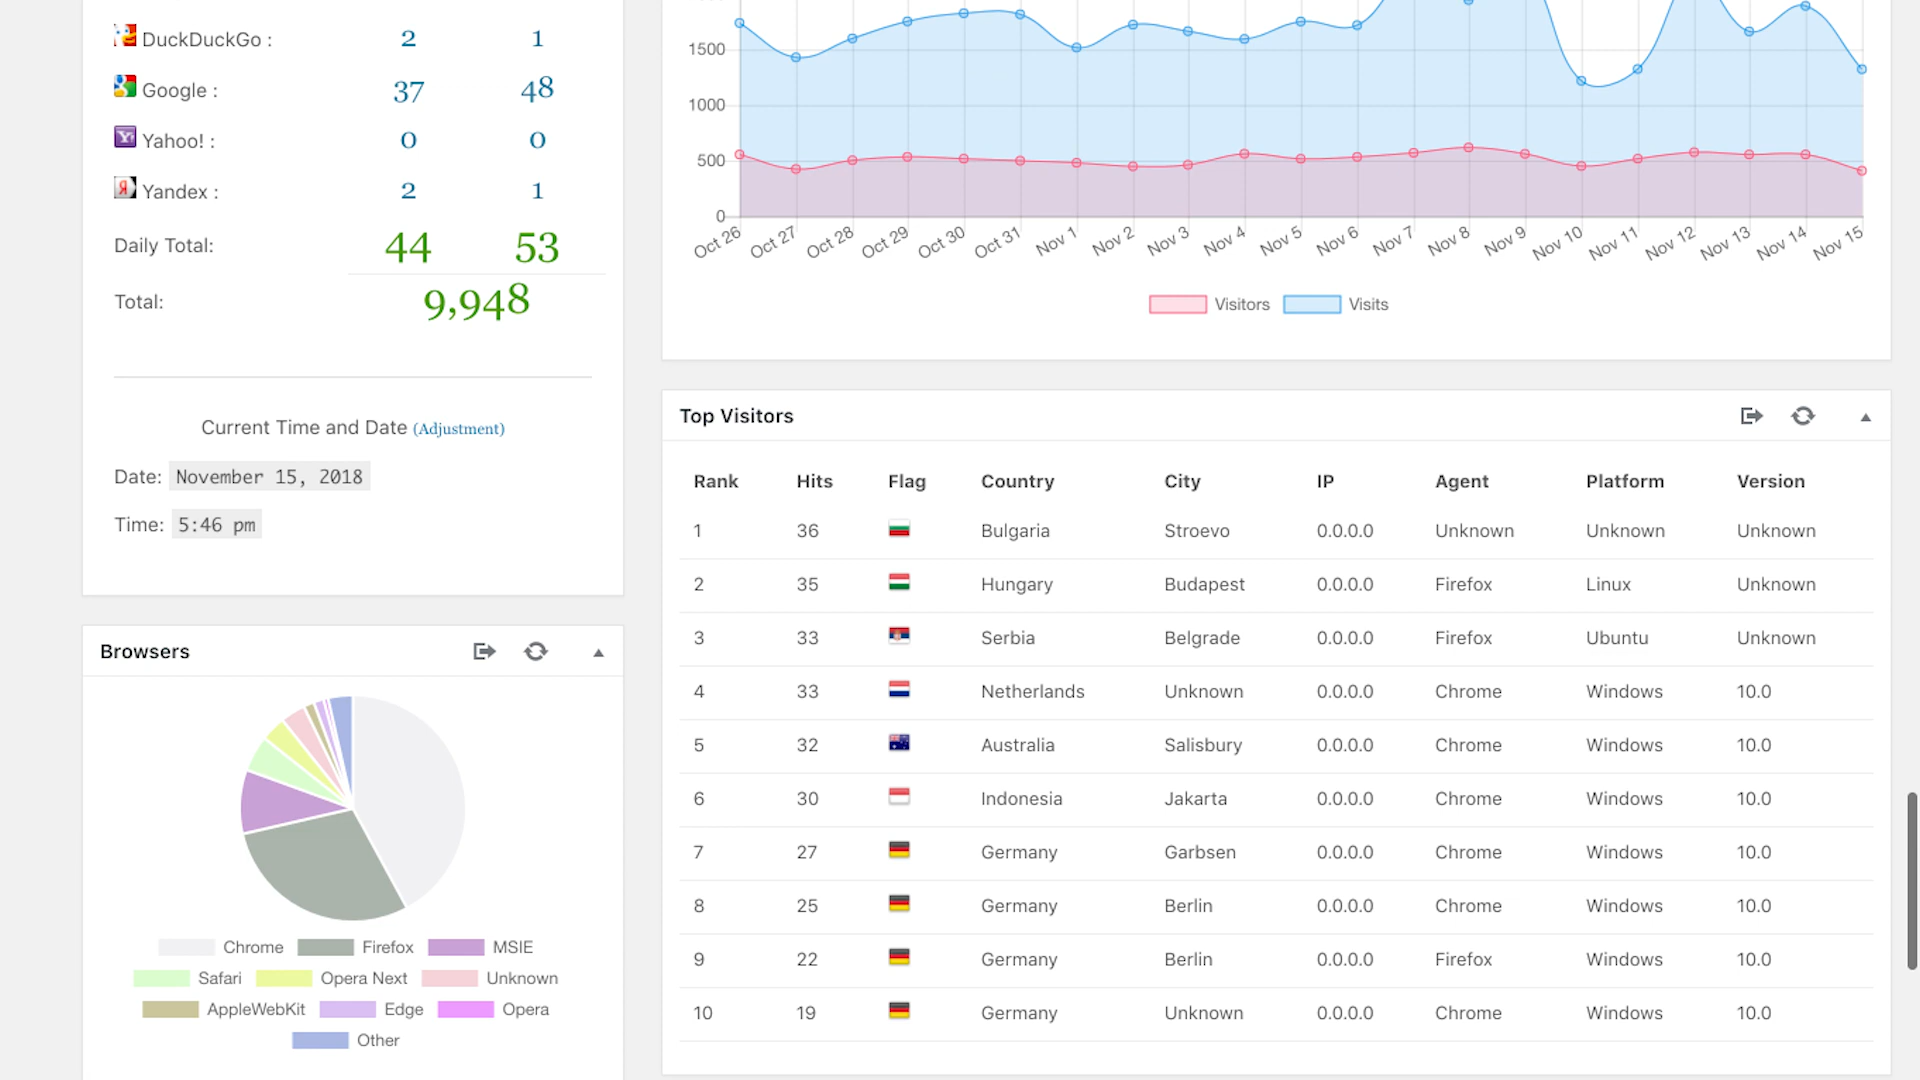 DuckDuckGo : 2 1
Google : 37 48
Yahoo! : 0 0
Yandex : 2 1
Daily Total: 44 53
Total: 9,948
Current Time and Date (Adjustment)
Date: November 15, 2018
Time: 5:46 pm
Browsers
Chrome Firefox MSIE
Safari Opera Next Unknown
AppleWebKit Edge Opera
Other
1500
1000
500
0
Oct 26 Oct 27 Oct 28 Oct 29 Oct 30 Oct 31 Nov 1 Nov 2 Nov 3 Nov 4 Nov 5 Nov 6 Nov 7 Nov 8 Nov 9 Nov 10 Nov 11 Nov 12 Nov 13 Nov 14 Nov 15
Visitors Visits
Top Visitors
Rank Hits Flag Country City IP Agent Platform Version
1 36 Bulgaria Stroevo 0.0.0.0 Unknown Unknown Unknown
2 35 Hungary Budapest 0.0.0.0 Firefox Linux Unknown
3 33 Serbia Belgrade 0.0.0.0 Firefox Ubuntu Unknown
4 33 Netherlands Unknown 0.0.0.0 Chrome Windows 10.0
5 32 Australia Salisbury 0.0.0.0 Chrome Windows 10.0
6 30 Indonesia Jakarta 0.0.0.0 Chrome Windows 10.0
7 27 Germany Garbsen 0.0.0.0 Chrome Windows 10.0
8 25 Germany Berlin 0.0.0.0 Chrome Windows 10.0
9 22 Germany Berlin 0.0.0.0 Firefox Windows 10.0
10 19 Germany Unknown 0.0.0.0 Chrome Windows 10.0